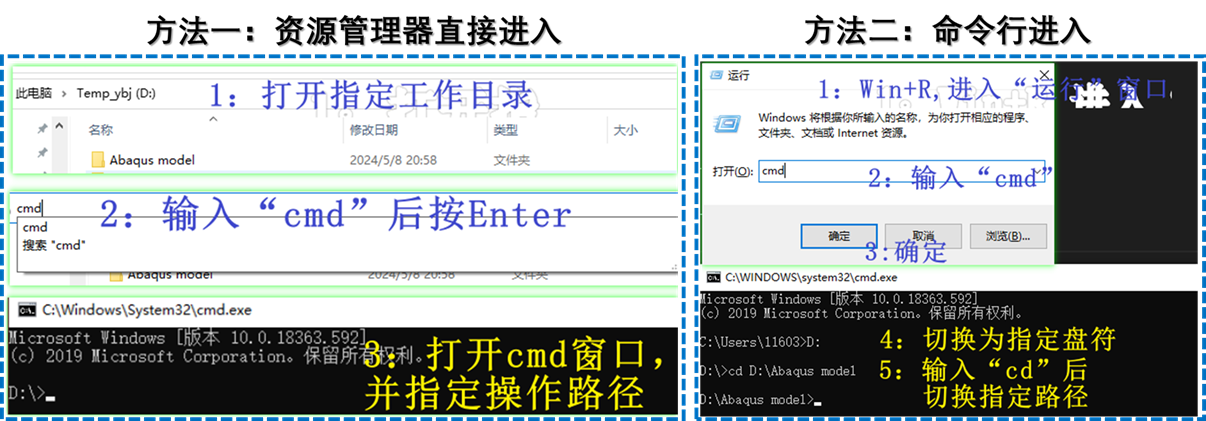 方法一：资源管理器直接进入
此电脑 > Temp_ybj (D:)
1：打开指定工作目录
名称 修改日期 类型 大小
Abaqus model 2024/5/8 20:58 文件夹
cmd
2：输入“cmd”后按Enter
cmd
搜索 "cmd"
Abaqus model 2024/5/8 20:58 文件夹
C:\Windows\System32\cmd.exe
Microsoft Windows [版本 10.0.18363.592]
(c) 2019 Microsoft Corporation。保留所有权利。
3：打开cmd窗口，
并指定操作路径
D:\>
方法二：命令行进入
运行
1：Win+R,进入“运行”窗口
Windows 将根据你所输入的名称，为你打开相应的程序、
文件夹、文档或 Internet 资源。
打开(O): cmd
2：输入“cmd”
确定 取消 浏览(B)...
3:确定
C:\WINDOWS\system32\cmd.exe
Microsoft Windows [版本 10.0.18363.592]
(c) 2019 Microsoft Corporation。保留所有权利。
C:\Users\11603>D:
4：切换为指定盘符
D:\>cd D:\Abaqus model
5：输入“cd”后
切换指定路径
D:\Abaqus model>